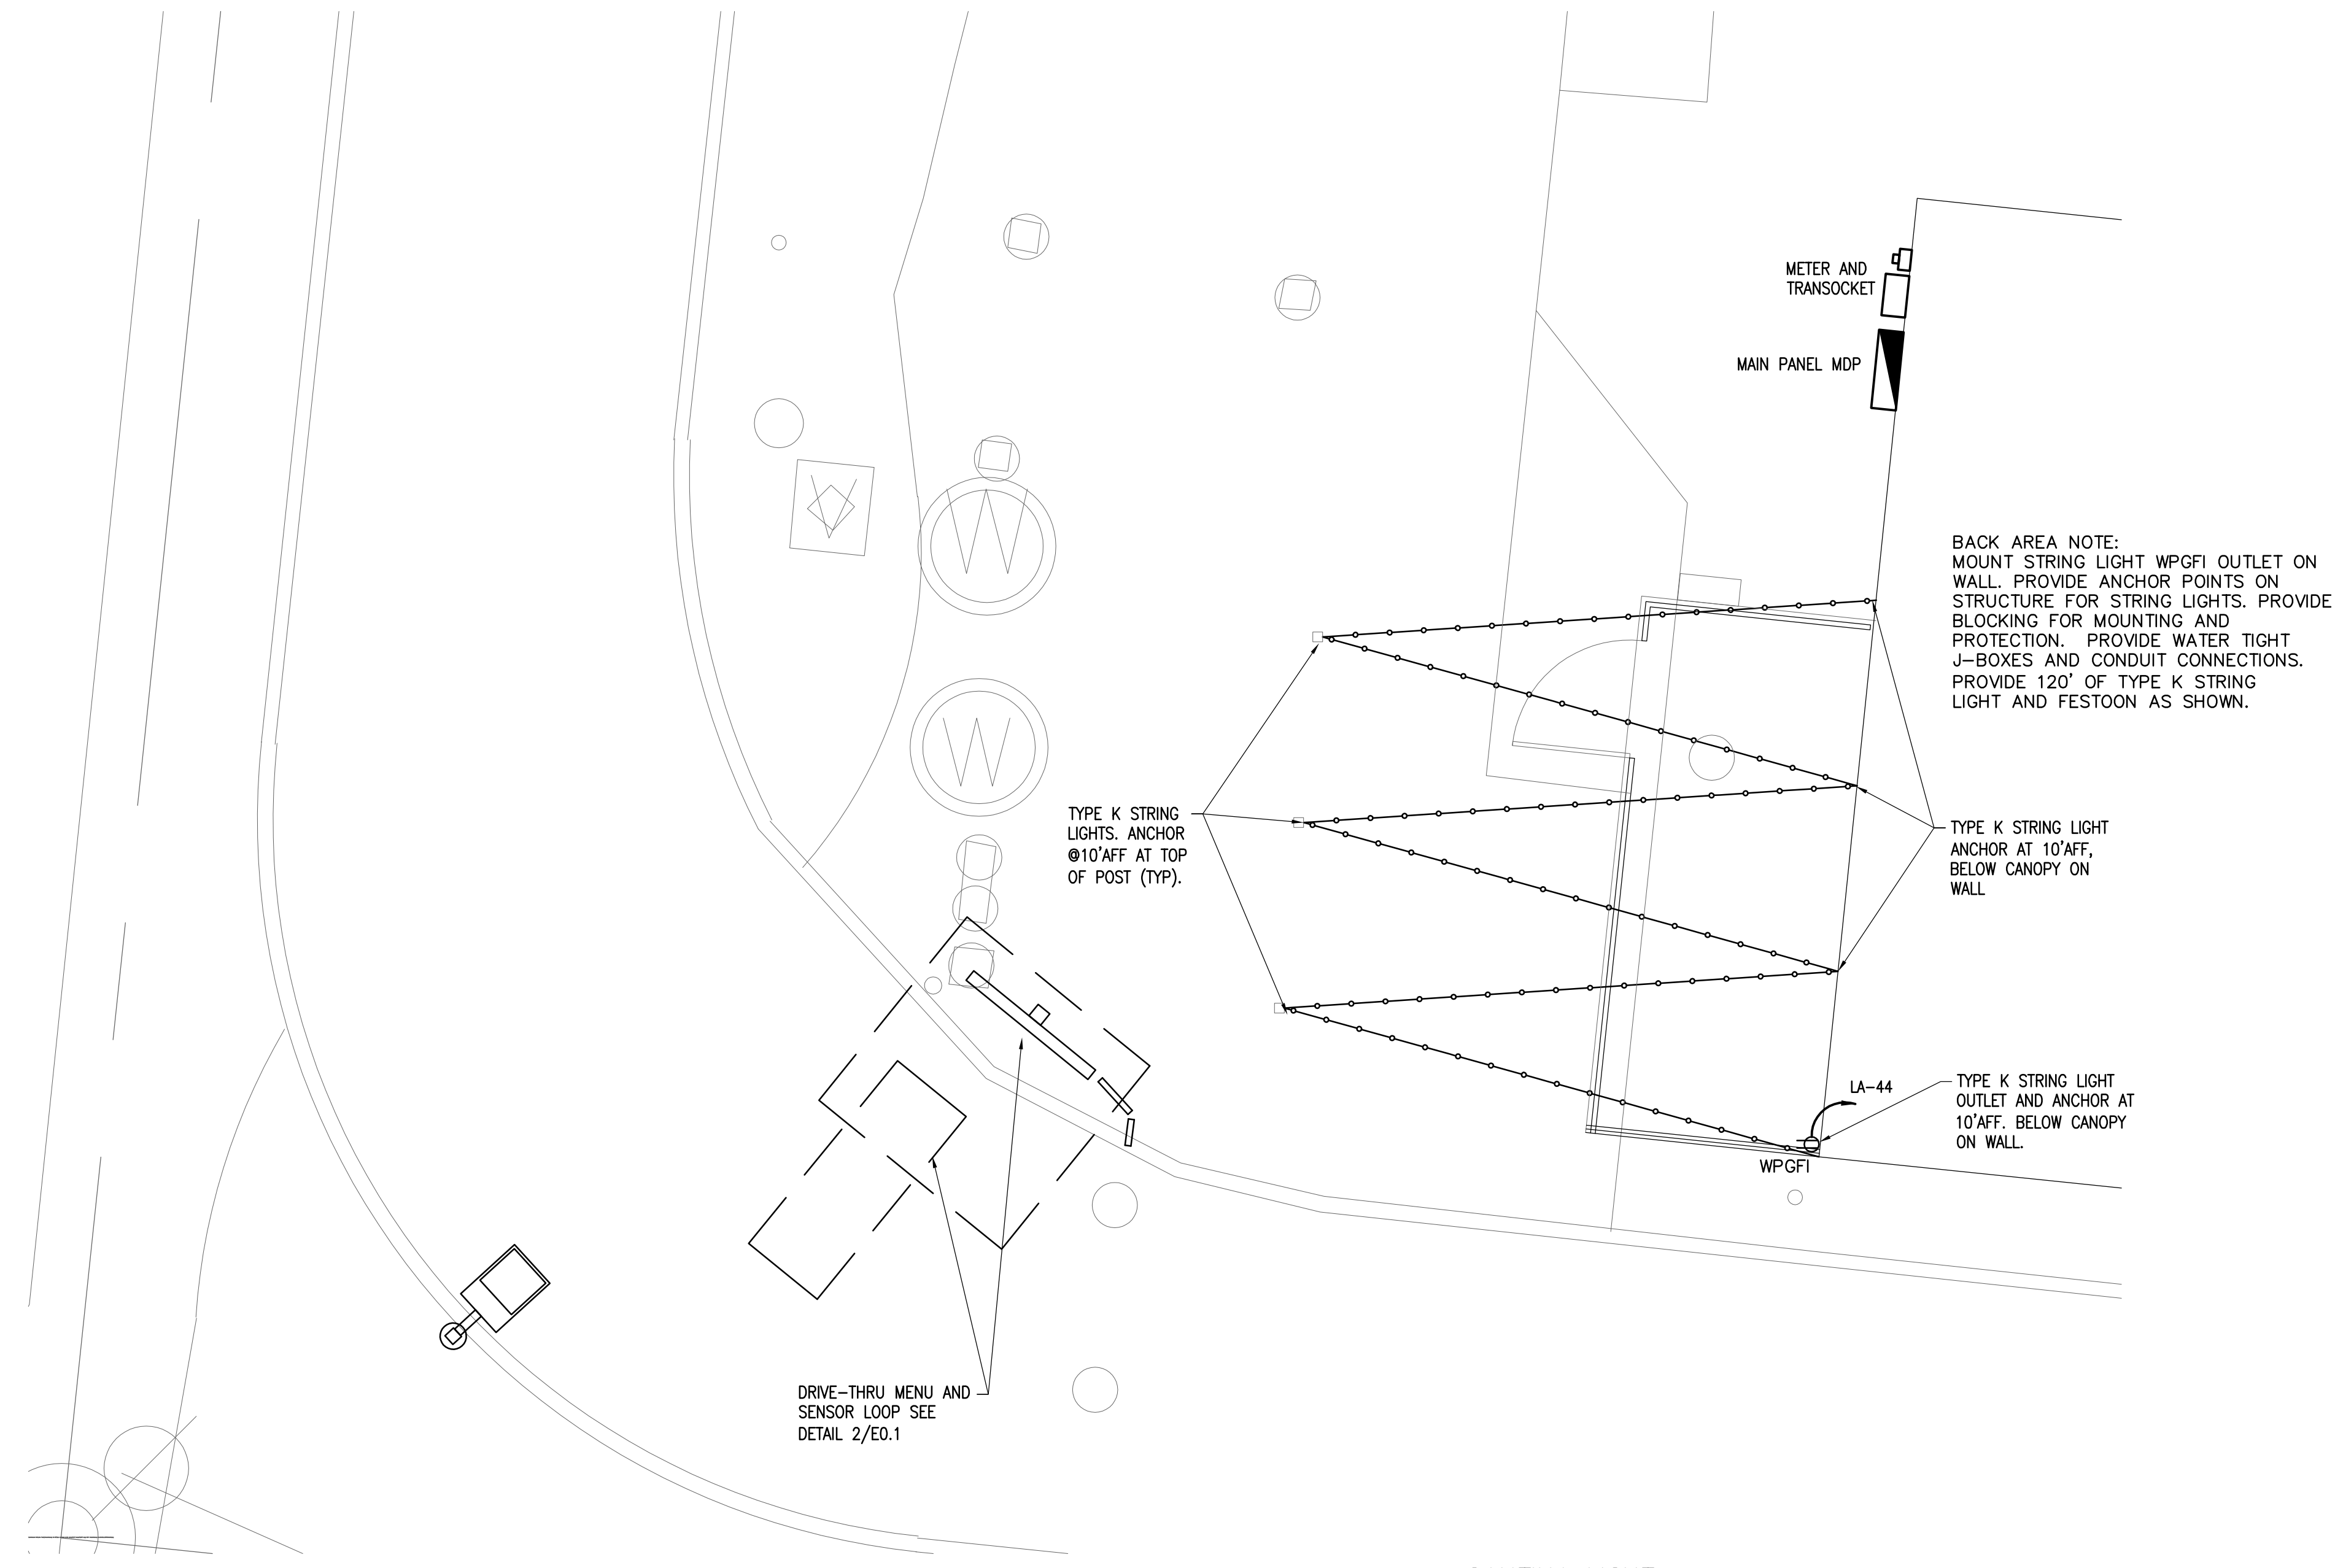 METER AND
TRANSOCKET
MAIN PANEL MDP
BACK AREA NOTE:
MOUNT STRING LIGHT WPGFI OUTLET ON
WALL. PROVIDE ANCHOR POINTS ON
STRUCTURE FOR STRING LIGHTS. PROVIDE
BLOCKING FOR MOUNTING AND
PROTECTION. PROVIDE WATER TIGHT
J-BOXES AND CONDUIT CONNECTIONS.
PROVIDE 120' OF TYPE K STRING
LIGHT AND FESTOON AS SHOWN.
W
W
W
TYPE K STRING
LIGHTS. ANCHOR
@10'AFF AT TOP
OF POST (TYP).
TYPE K STRING LIGHT
ANCHOR AT 10'AFF,
BELOW CANOPY ON
WALL
LA-44
TYPE K STRING LIGHT
OUTLET AND ANCHOR AT
10'AFF. BELOW CANOPY
ON WALL.
WPGFI
DRIVE-THRU MENU AND
SENSOR LOOP SEE
DETAIL 2/E0.1